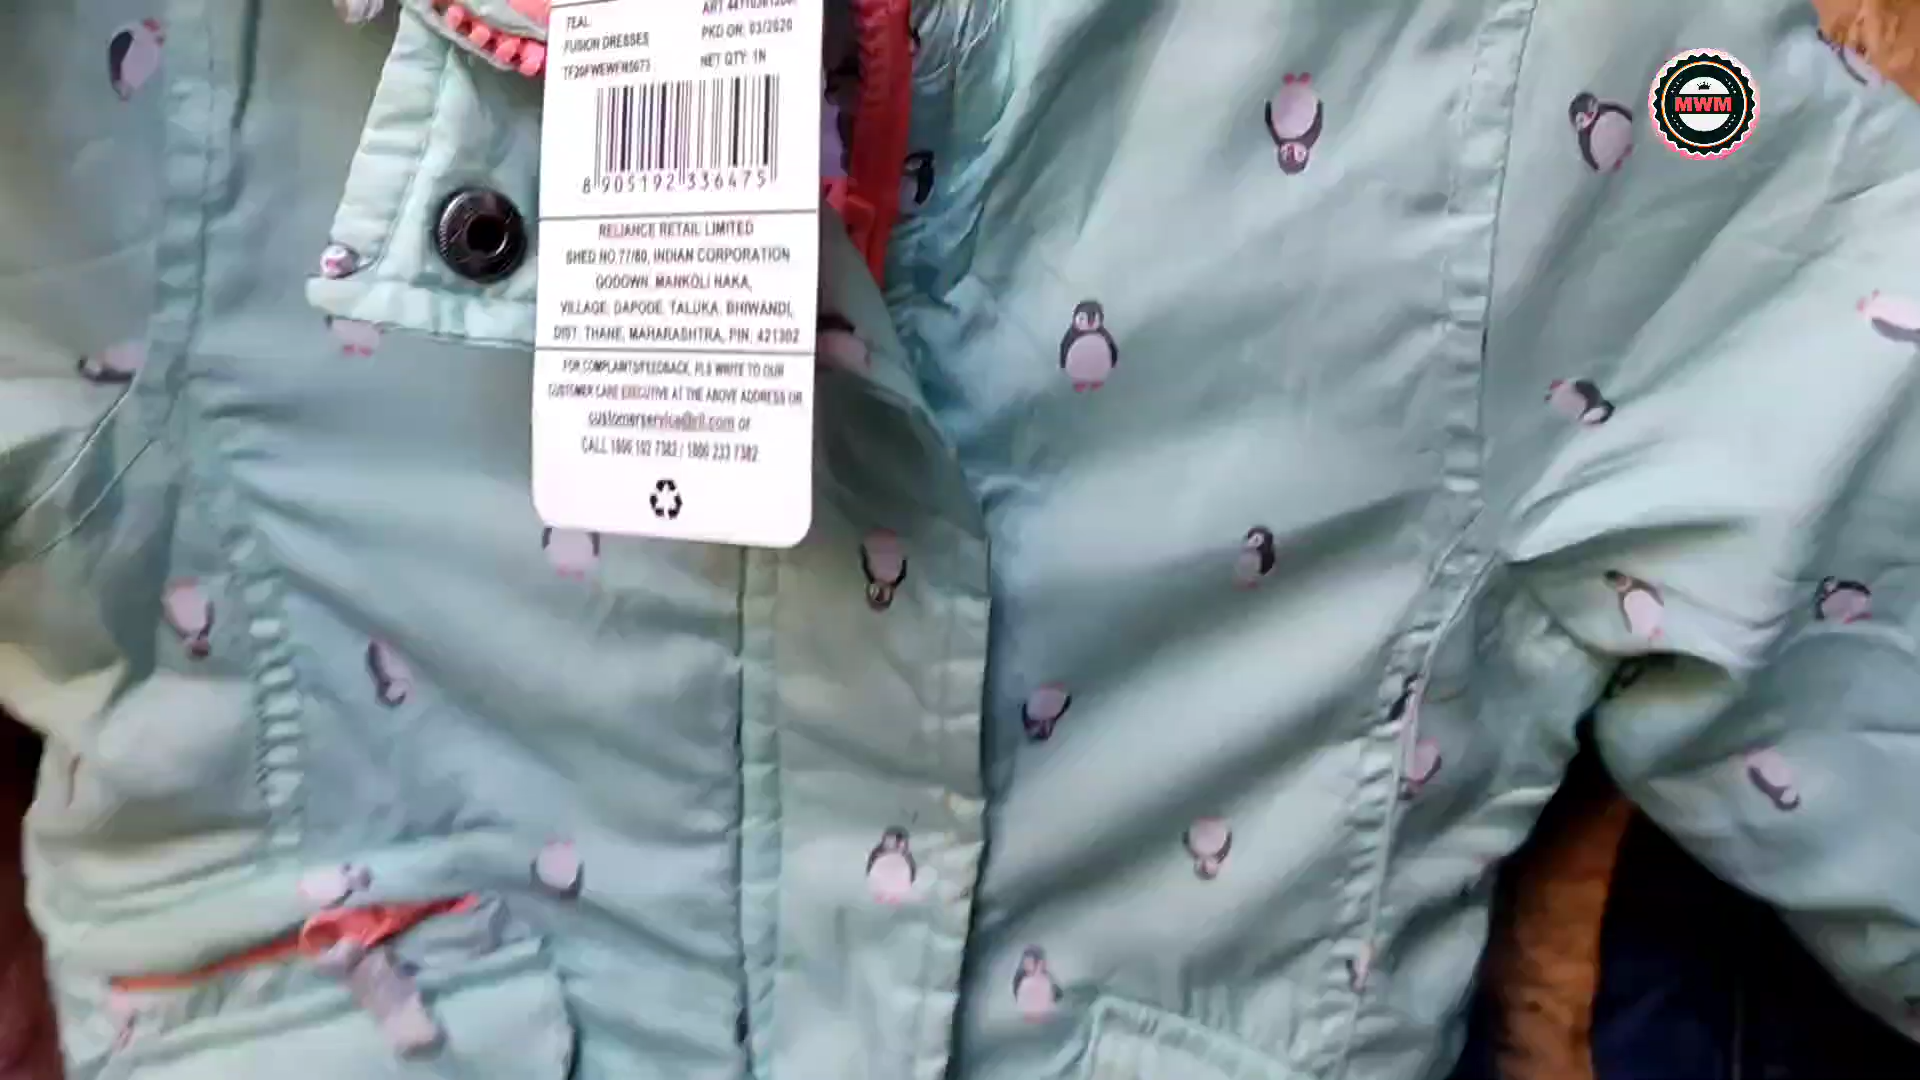 TEAL
FUSION DRESSES
PKD ON: 03/2020
NET QTY: 1N
8 905192 336475
RELIANCE RETAIL LIMITED
SHED NO.77/80, INDIAN CORPORATION
GODOWN, MANKOLI NAKA,
VILLAGE: DAPODE, TALUKA, BHIWANDI,
DIST: THANE, MAHARASHTRA, PIN: 421302
FOR COMPLAINTS/FEEDBACK, PLS WRITE TO OUR
CUSTOMER CARE EXECUTIVE AT THE ABOVE ADDRESS OR
customerservice@ril.com or
CALL 1800 102 7382 / 1800 233 7382
MWM